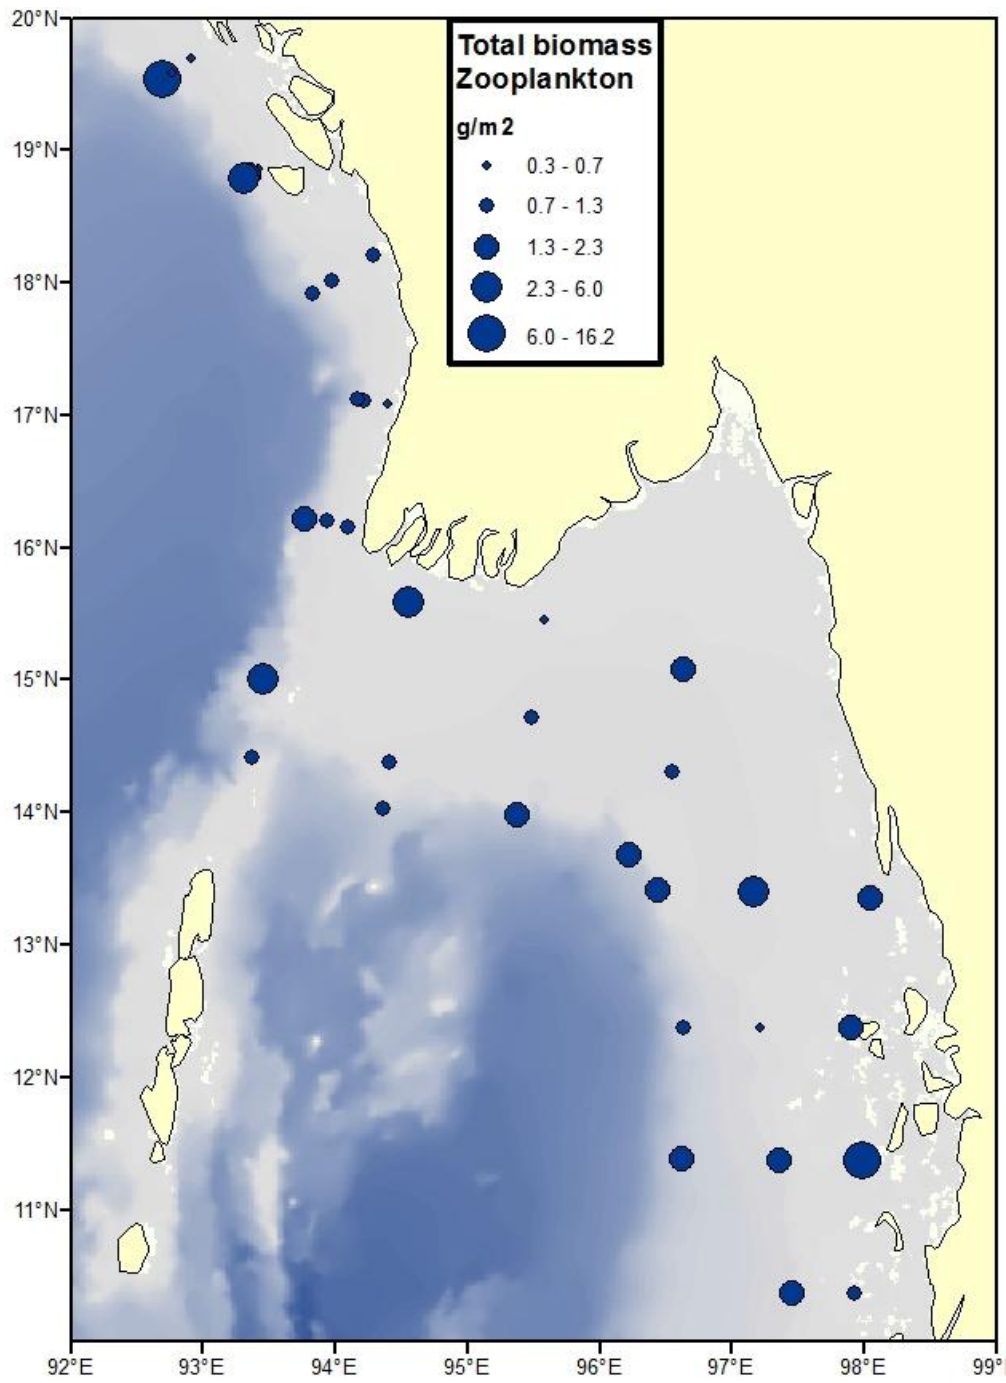 20°N
19°N
18°N
17°N
16°N
15°N
14°N
13°N
12°N
11°N
Total biomass
Zooplankton
g/m2
0.3 - 0.7
0.7 - 1.3
1.3 - 2.3
2.3 - 6.0
6.0 - 16.2
92°E 93°E 94°E 95°E 96°E 97°E 98°E 99°